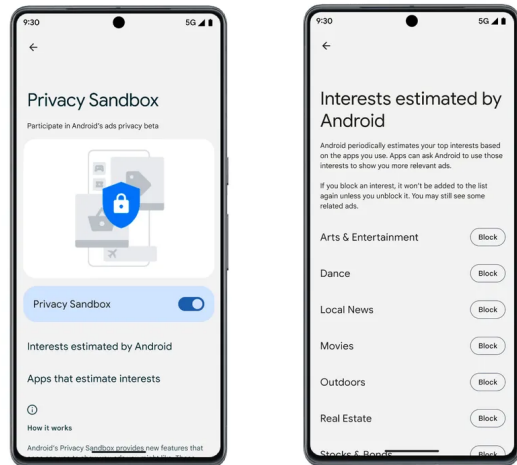 9:30
5G
Privacy Sandbox
Participate in Android's ads privacy beta
Privacy Sandbox
Interests estimated by Android
Apps that estimate interests
How it works
Android's Privacy Sandbox provides new features that
9:30
5G
Interests estimated by
Android
Android periodically estimates your top interests based
on the apps you use. Apps can ask Android to use those
interests to show you more relevant ads.
If you block an interest, it won't be added to the list
again unless you unblock it. You may still see some
related ads.
Arts & Entertainment Block
Dance Block
Local News Block
Movies Block
Outdoors Block
Real Estate Block
Stocks & Bonds Block